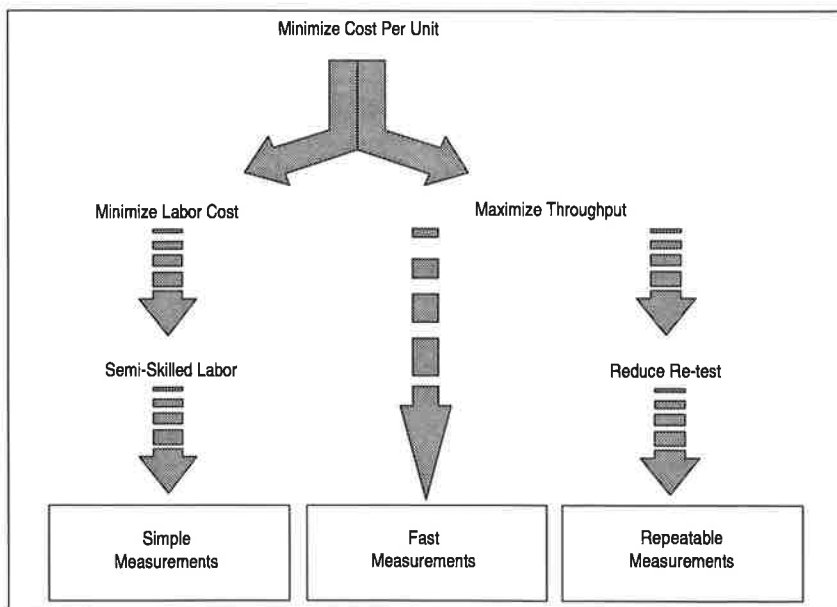 Minimize Cost Per Unit
Minimize Labor Cost
Maximize Throughput
Semi-Skilled Labor
Reduce Re-test
Simple
Measurements
Fast
Measurements
Repeatable
Measurements